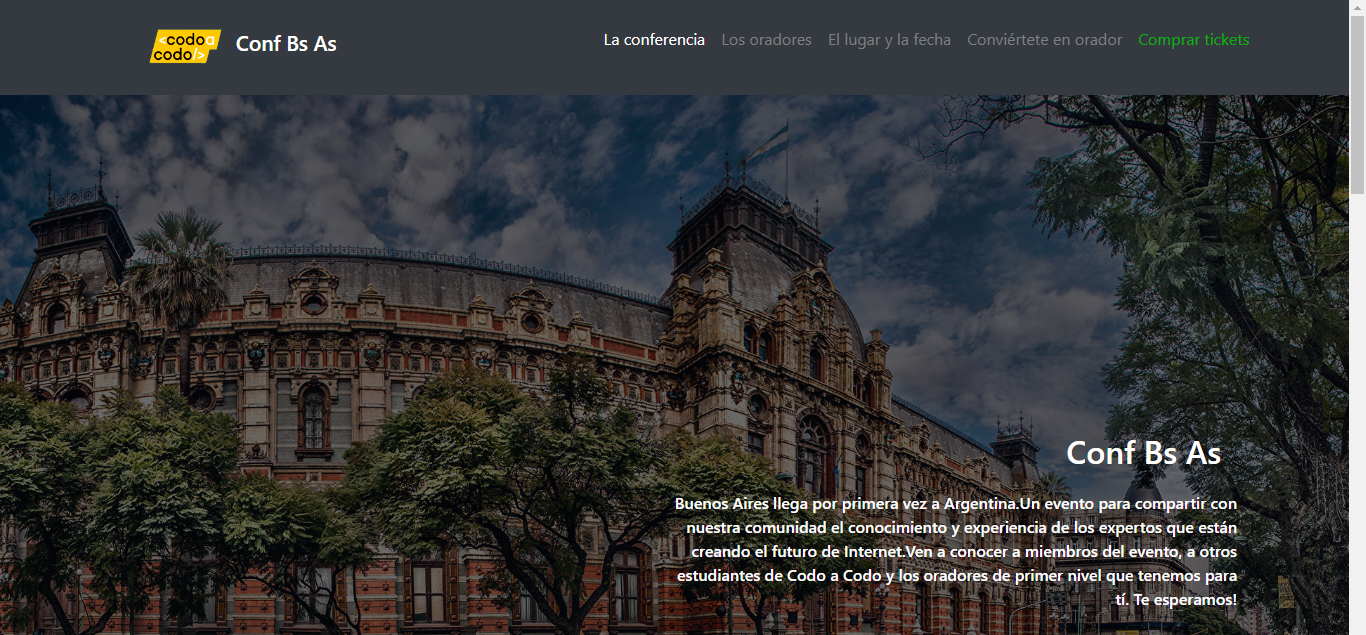 <codo a
codo/>
Conf Bs As
La conferencia
Los oradores
El lugar y la fecha
Conviértete en orador
Comprar tickets
Conf Bs As
Buenos Aires llega por primera vez a Argentina.Un evento para compartir con
nuestra comunidad el conocimiento y experiencia de los expertos que están
creando el futuro de Internet.Ven a conocer a miembros del evento, a otros
estudiantes de Codo a Codo y los oradores de primer nivel que tenemos para
tí. Te esperamos!